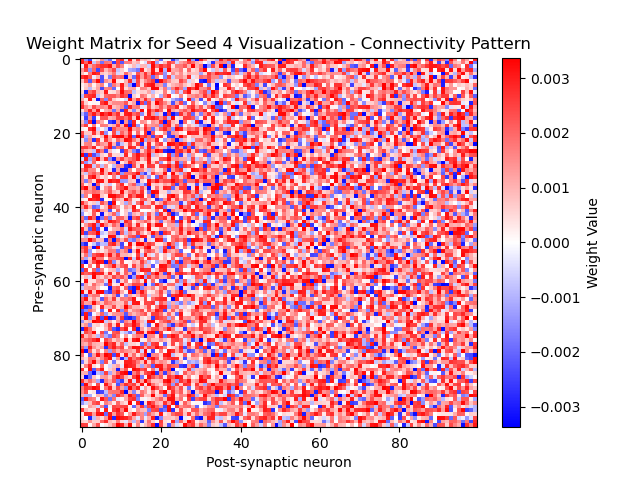 Weight Matrix for Seed 4 Visualization - Connectivity Pattern
0
20
40
60
80
Pre-synaptic neuron
0 20 40 60 80
Post-synaptic neuron
0.003
0.002
0.001
0.000
−0.001
−0.002
−0.003
Weight Value